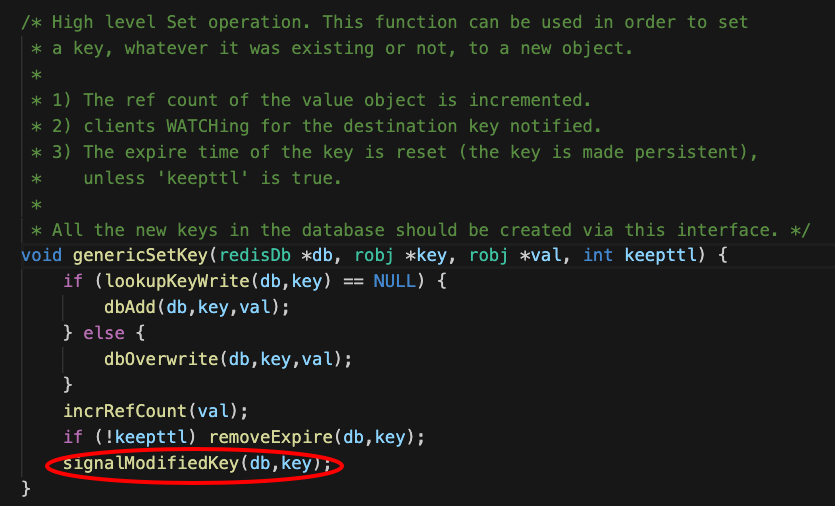 /* High level Set operation. This function can be used in order to set
 * a key, whatever it was existing or not, to a new object.
 *
 * 1) The ref count of the value object is incremented.
 * 2) clients WATCHing for the destination key notified.
 * 3) The expire time of the key is reset (the key is made persistent),
 *    unless 'keepttl' is true.
 *
 * All the new keys in the database should be created via this interface. */
void genericSetKey(redisDb *db, robj *key, robj *val, int keepttl) {
    if (lookupKeyWrite(db,key) == NULL) {
        dbAdd(db,key,val);
    } else {
        dbOverwrite(db,key,val);
    }
    incrRefCount(val);
    if (!keepttl) removeExpire(db,key);
    signalModifiedKey(db,key);
}